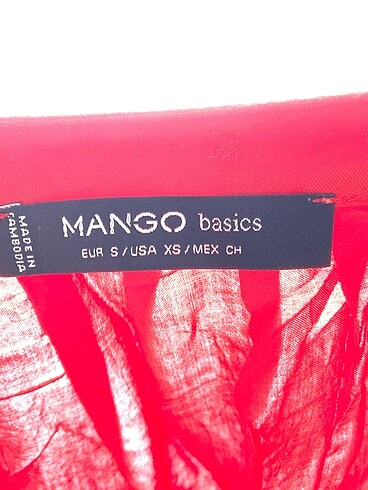 MANGO basics
EUR S / USA XS / MEX CH
MADE IN
CAMBODIA